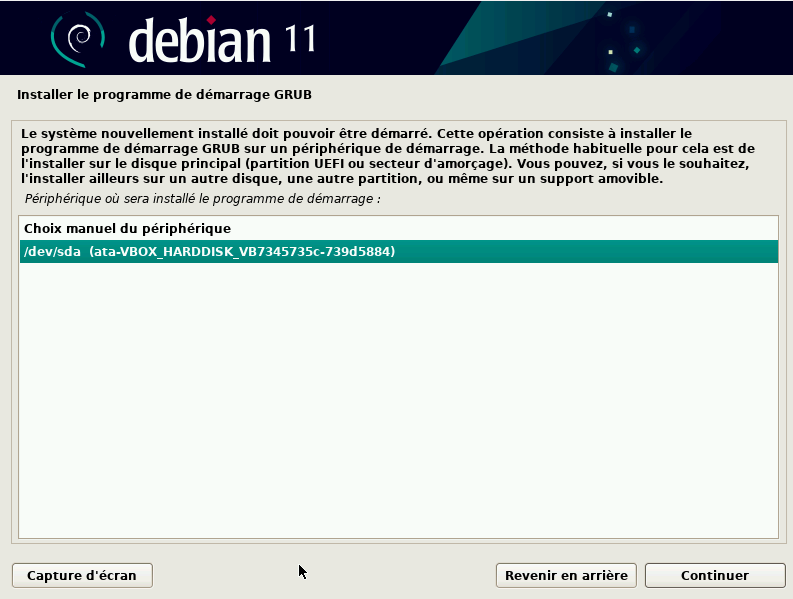 debian 11
Installer le programme de démarrage GRUB
Le système nouvellement installé doit pouvoir être démarré. Cette opération consiste à installer le
programme de démarrage GRUB sur un périphérique de démarrage. La méthode habituelle pour cela est de
l'installer sur le disque principal (partition UEFI ou secteur d'amorçage). Vous pouvez, si vous le souhaitez,
l'installer ailleurs sur un autre disque, une autre partition, ou même sur un support amovible.
Périphérique où sera installé le programme de démarrage :
Choix manuel du périphérique
/dev/sda (ata-VBOX_HARDDISK_VB7345735c-739d5884)
Capture d'écran
Revenir en arrière
Continuer